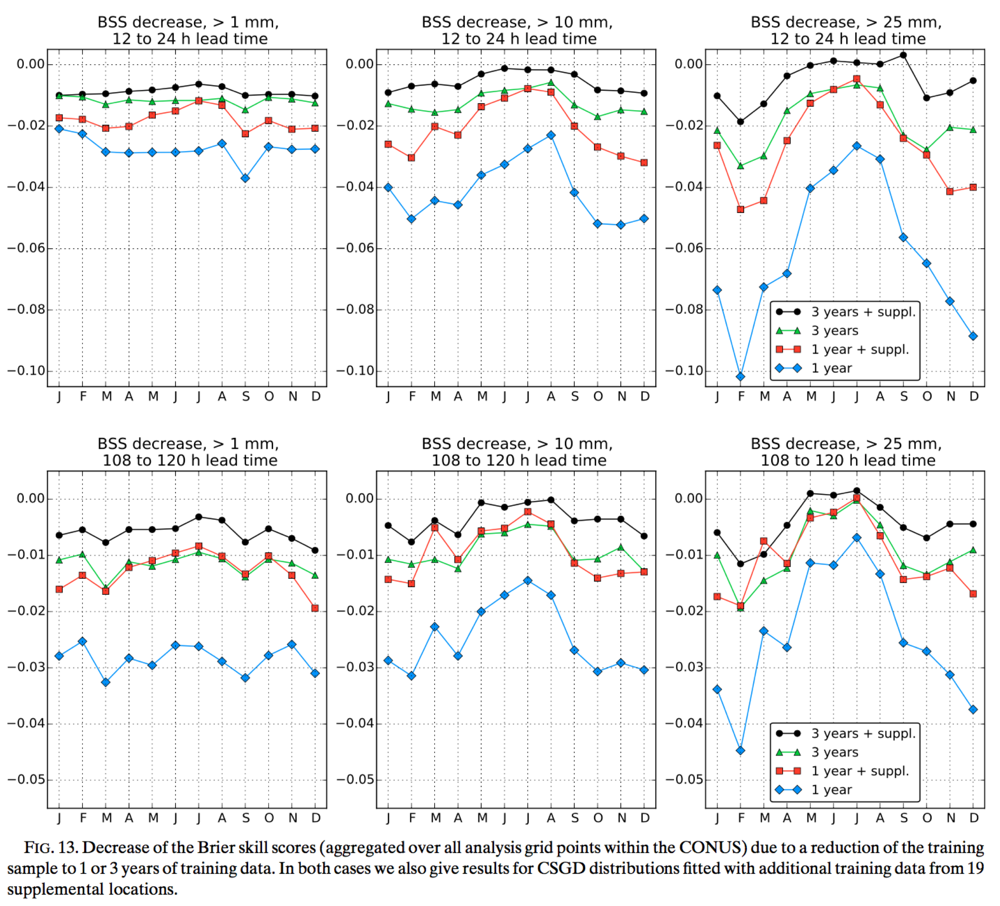 BSS decrease, > 1 mm,
12 to 24 h lead time
0.00
−0.02
−0.04
−0.06
−0.08
−0.10
J F M A M J J A S O N D
BSS decrease, > 10 mm,
12 to 24 h lead time
0.00
−0.02
−0.04
−0.06
−0.08
−0.10
J F M A M J J A S O N D
BSS decrease, > 25 mm,
12 to 24 h lead time
0.00
−0.02
−0.04
−0.06
−0.08
−0.10
3 years + suppl.
3 years
1 year + suppl.
1 year
J F M A M J J A S O N D
BSS decrease, > 1 mm,
108 to 120 h lead time
0.00
−0.01
−0.02
−0.03
−0.04
−0.05
J F M A M J J A S O N D
BSS decrease, > 10 mm,
108 to 120 h lead time
0.00
−0.01
−0.02
−0.03
−0.04
−0.05
J F M A M J J A S O N D
BSS decrease, > 25 mm,
108 to 120 h lead time
0.00
−0.01
−0.02
−0.03
−0.04
−0.05
3 years + suppl.
3 years
1 year + suppl.
1 year
J F M A M J J A S O N D
FIG. 13. Decrease of the Brier skill scores (aggregated over all analysis grid points within the CONUS) due to a reduction of the training
sample to 1 or 3 years of training data. In both cases we also give results for CSGD distributions fitted with additional training data from 19
supplemental locations.